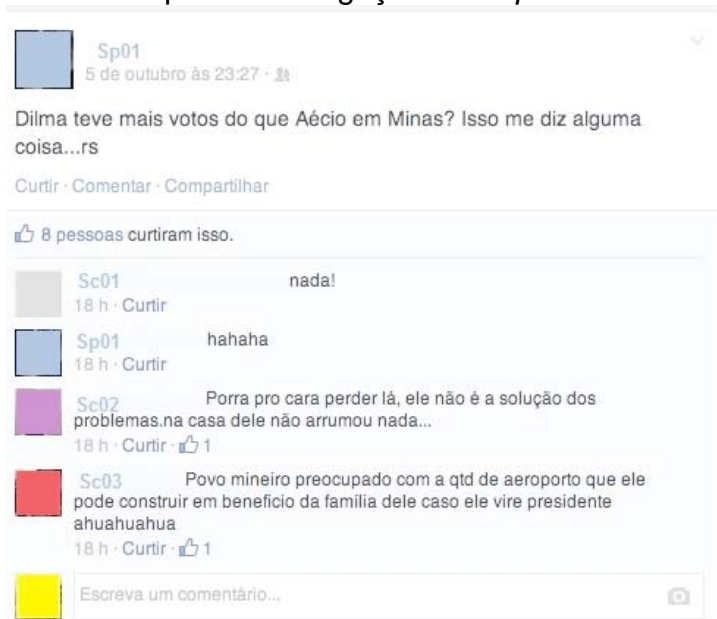 Sp01
5 de outubro às 23:27 ·
Dilma teve mais votos do que Aécio em Minas? Isso me diz alguma
coisa...rs
Curtir · Comentar · Compartilhar
8 pessoas curtiram isso.
Sc01 nada!
18 h · Curtir
Sp01 hahaha
18 h · Curtir
Sc02 Porra pro cara perder lá, ele não é a solução dos
problemas.na casa dele não arrumou nada...
18 h · Curtir · 1
Sc03 Povo mineiro preocupado com a qtd de aeroporto que ele
pode construir em beneficio da família dele caso ele vire presidente
ahuahuahua
18 h · Curtir · 1
Escreva um comentário...